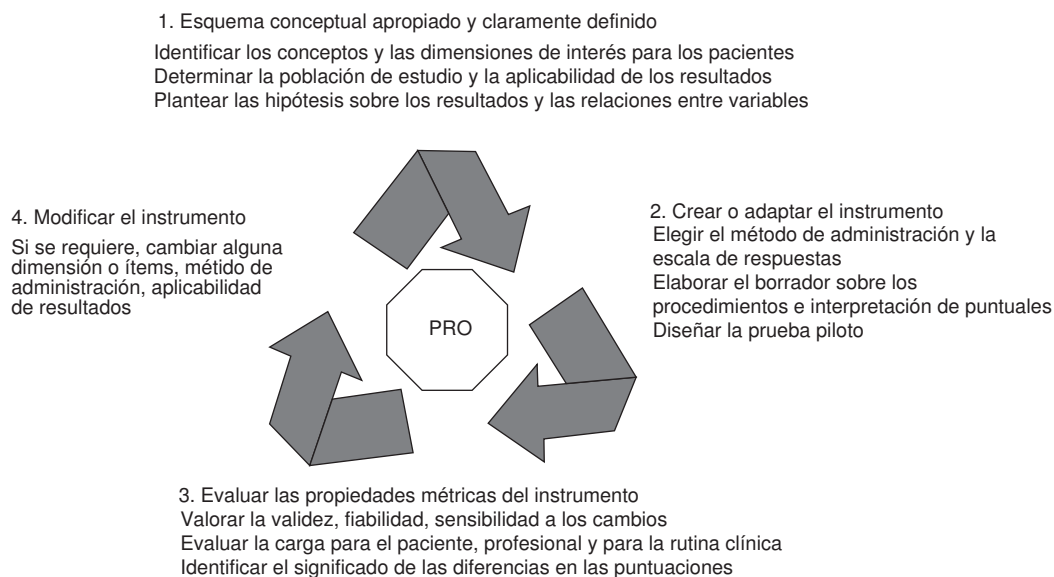 1. Esquema conceptual apropiado y claramente definido
Identificar los conceptos y las dimensiones de interés para los pacientes
Determinar la población de estudio y la aplicabilidad de los resultados
Plantear las hipótesis sobre los resultados y las relaciones entre variables
2. Crear o adaptar el instrumento
Elegir el método de administración y la
escala de respuestas
Elaborar el borrador sobre los
procedimientos e interpretación de puntuales
Diseñar la prueba piloto
3. Evaluar las propiedades métricas del instrumento
Valorar la validez, fiabilidad, sensibilidad a los cambios
Evaluar la carga para el paciente, profesional y para la rutina clínica
Identificar el significado de las diferencias en las puntuaciones
4. Modificar el instrumento
Si se requiere, cambiar alguna
dimensión o ítems, métido de
administración, aplicabilidad
de resultados
PRO